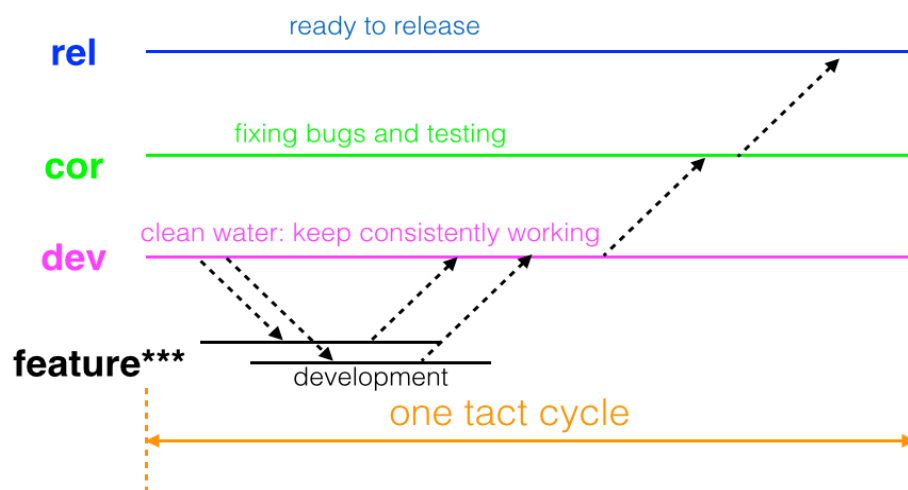 ready to release
rel
fixing bugs and testing
cor
clean water: keep consistently working
dev
feature***
development
one tact cycle